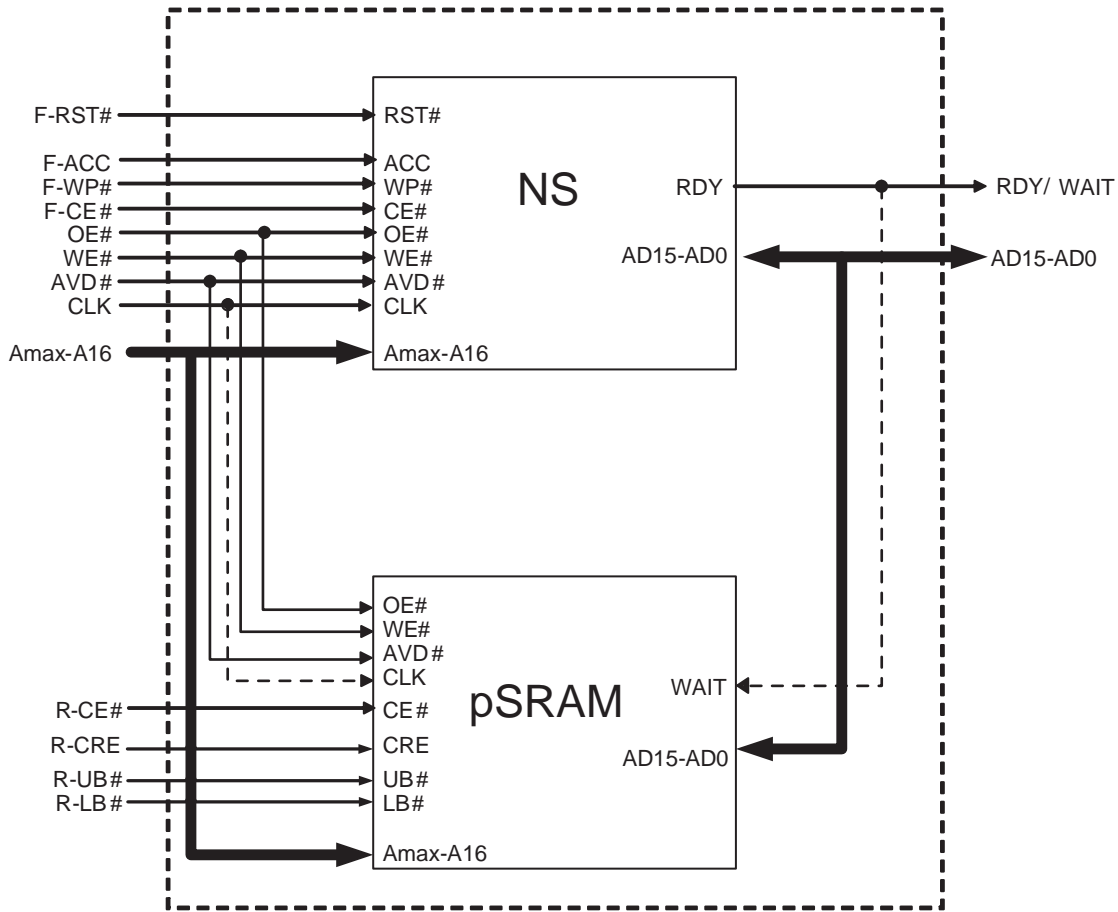 F-RST#
F-ACC
F-WP#
F-CE#
OE#
WE#
AVD#
CLK
Amax-A16
RST#
ACC
WP#
CE#
OE#
WE#
AVD#
CLK
Amax-A16
NS
RDY
AD15-AD0
RDY/ WAIT
AD15-AD0
R-CE#
R-CRE
R-UB#
R-LB#
OE#
WE#
AVD#
CLK
CE#
CRE
UB#
LB#
Amax-A16
pSRAM
WAIT
AD15-AD0